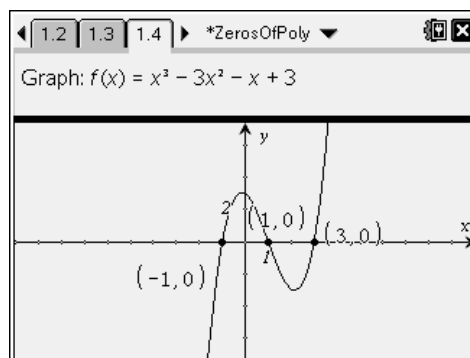 1.2 1.3 1.4 *ZerosOfPoly
Graph: f(x) = x³ − 3x² − x + 3
y
2 (1,0)
x
(−1,0) 1 (3,0)